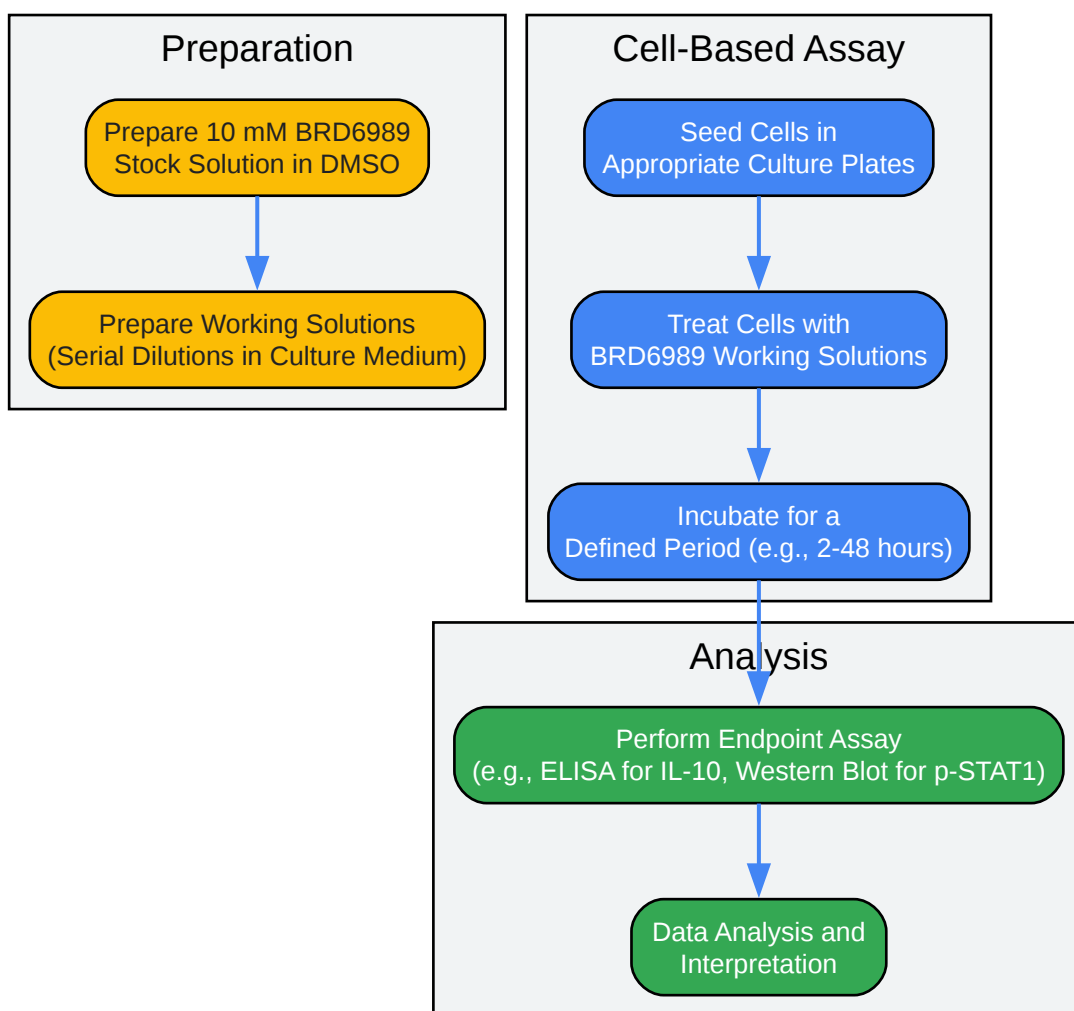 Preparation
Prepare 10 mM BRD6989
Stock Solution in DMSO
Prepare Working Solutions
(Serial Dilutions in Culture Medium)
Cell-Based Assay
Seed Cells in
Appropriate Culture Plates
Treat Cells with
BRD6989 Working Solutions
Incubate for a
Defined Period (e.g., 2-48 hours)
Analysis
Perform Endpoint Assay
(e.g., ELISA for IL-10, Western Blot for p-STAT1)
Data Analysis and
Interpretation